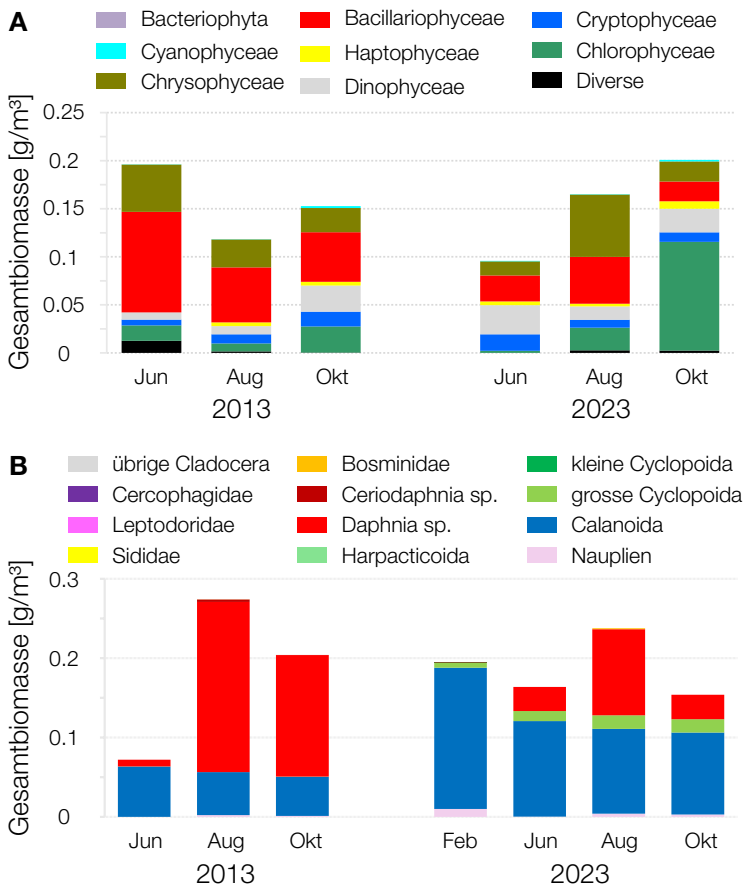 A
Bacteriophyta Bacillariophyceae Cryptophyceae
Cyanophyceae Haptophyceae Chlorophyceae
Chrysophyceae Dinophyceae Diverse
Gesamtbiomasse [g/m³]
0.25
0.2
0.15
0.1
0.05
0
Jun Aug Okt Jun Aug Okt
2013 2023
B
übrige Cladocera Bosminidae kleine Cyclopoida
Cercophagidae Ceriodaphnia sp. grosse Cyclopoida
Leptodoridae Daphnia sp. Calanoida
Sididae Harpacticoida Nauplien
Gesamtbiomasse [g/m³]
0.3
0.2
0.1
0
Jun Aug Okt Feb Jun Aug Okt
2013 2023